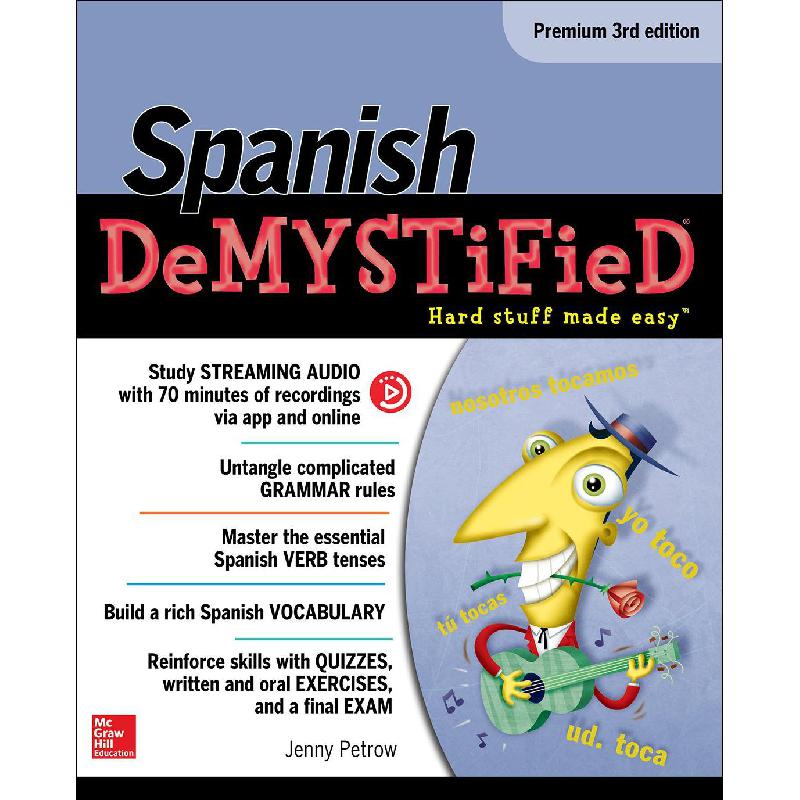 Premium 3rd edition
Spanish
DeMYSTiFieD®
Hard stuff made easy™
Study STREAMING AUDIO
with 70 minutes of recordings
via app and online
Untangle complicated
GRAMMAR rules
Master the essential
Spanish VERB tenses
Build a rich Spanish VOCABULARY
Reinforce skills with QUIZZES,
written and oral EXERCISES,
and a final EXAM
nosotros tocamos
yo toco
tú tocas
ud. toca
Mc
Graw
Hill
Education
Jenny Petrow